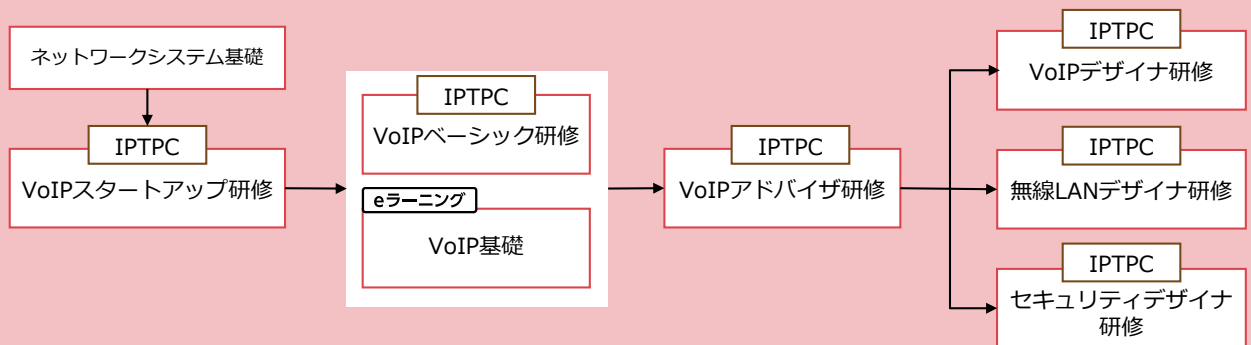 ネットワークシステム基礎
IPTPC
VoIPスタートアップ研修
IPTPC
VoIPベーシック研修
eラーニング
VoIP基礎
IPTPC
VoIPアドバイザ研修
IPTPC
VoIPデザイナ研修
IPTPC
無線LANデザイナ研修
IPTPC
セキュリティデザイナ
研修